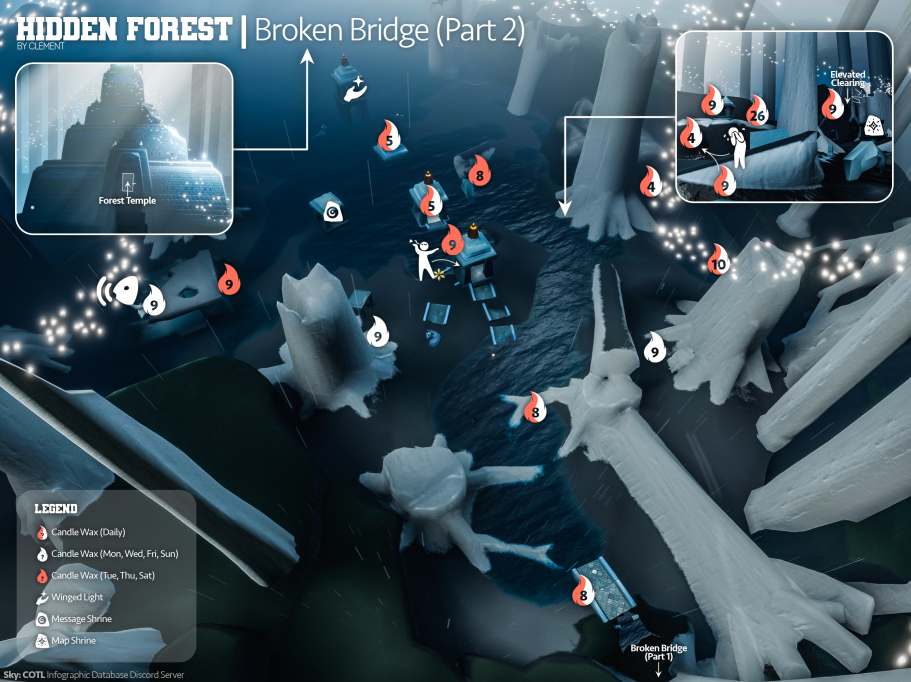 HIDDEN FOREST | Broken Bridge (Part 2)
BY CLEMENT
Elevated
Clearing
9
26
9
4
9
5
8
4
Forest Temple
5
9
10
9
9
9
9
8
LEGEND
Candle Wax (Daily)
Candle Wax (Mon, Wed, Fri, Sun)
Candle Wax (Tue, Thu, Sat)
Winged Light
Message Shrine
Map Shrine
8
Broken Bridge
(Part 1)
Sky: COTL Infographic Database Discord Server